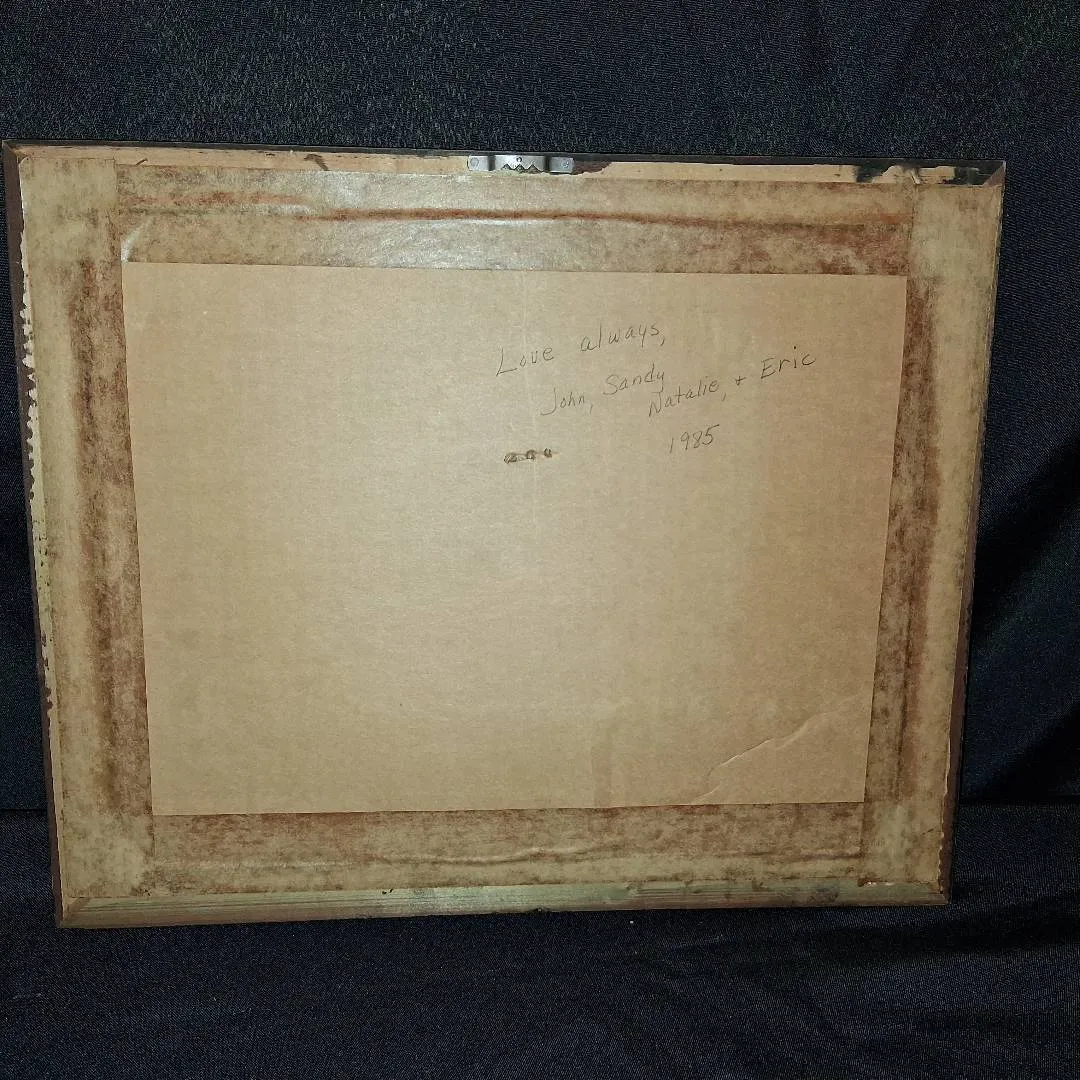 Love always,
John, Sandy
Natalie, + Eric
1985